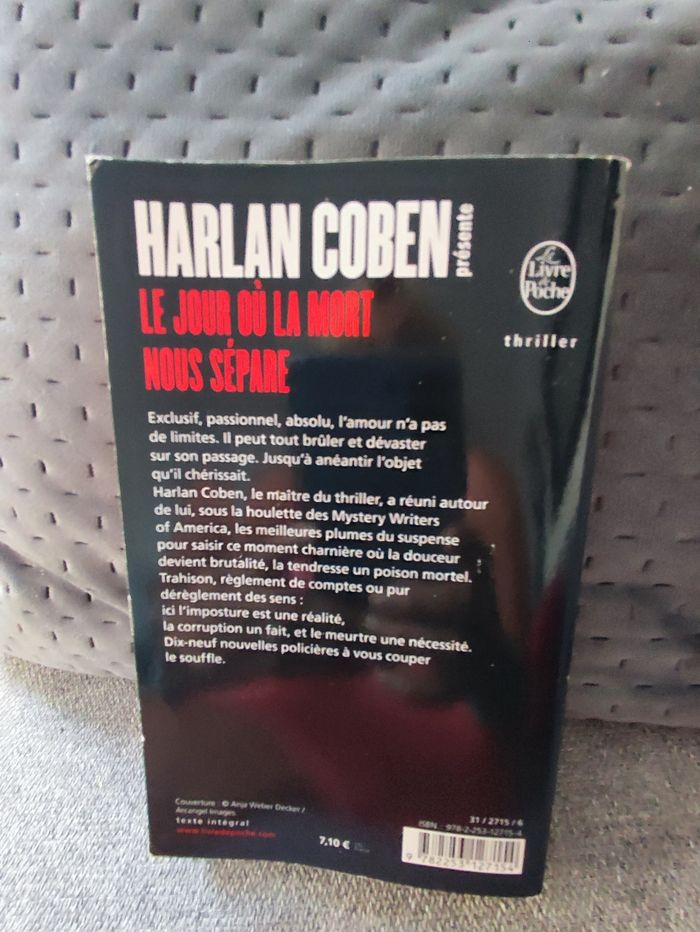 HARLAN COBEN
présente
LE JOUR OÙ LA MORT
NOUS SÉPARE
Le
Livre
de
Poche
thriller
Exclusif, passionnel, absolu, l'amour n'a pas
de limites. Il peut tout brûler et dévaster
sur son passage. Jusqu'à anéantir l'objet
qu'il chérissait.
Harlan Coben, le maître du thriller, a réuni autour
de lui, sous la houlette des Mystery Writers
of America, les meilleures plumes du suspense
pour saisir ce moment charnière où la douceur
devient brutalité, la tendresse un poison mortel.
Trahison, règlement de comptes ou pur
dérèglement des sens :
ici l'imposture est une réalité,
la corruption un fait, et le meurtre une nécessité.
Dix-neuf nouvelles policières à vous couper
le souffle.
Couverture : © Anja Weber Decker /
Arcangel Images.
texte intégral
www.livredepoche.com
7,10 €
31 / 2715 / 6
ISBN : 978-2-253-12715-4
9 782253 127154